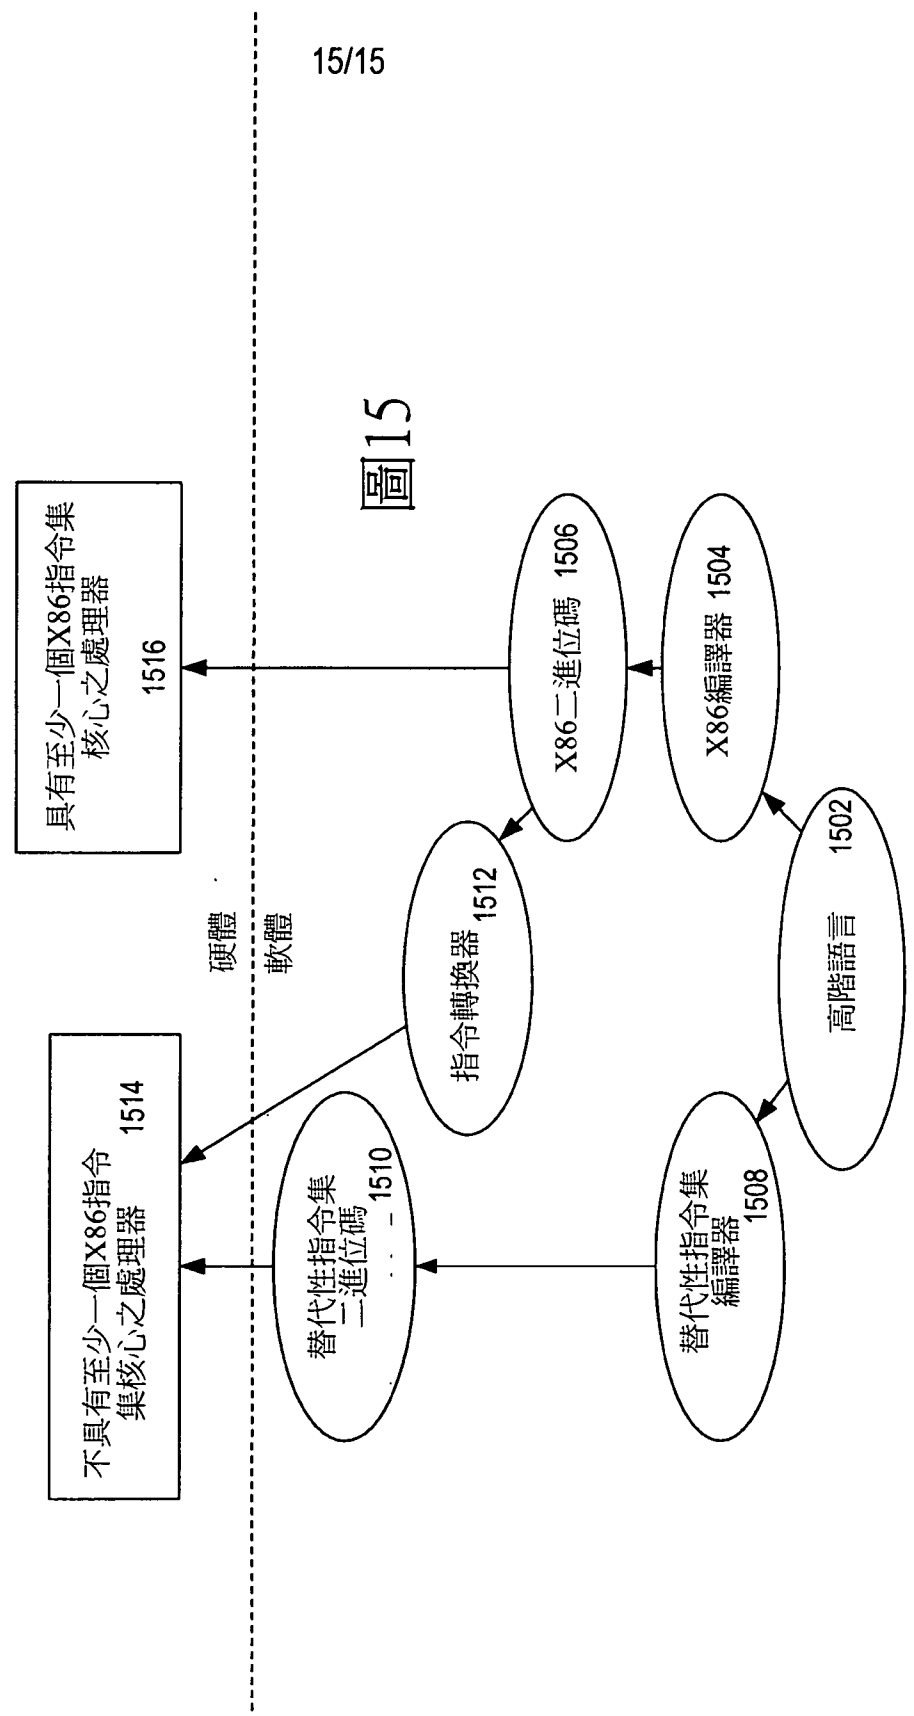 15/15
不具有至少一個X86指令
集核心之處理器
1514
具有至少一個X86指令集
核心之處理器
1516
硬體
軟體
替代性指令集
二進位碼
1510
指令轉換器
1512
圖15
X86二進位碼 1506
替代性指令集
編譯器
1508
X86編譯器 1504
高階語言
1502